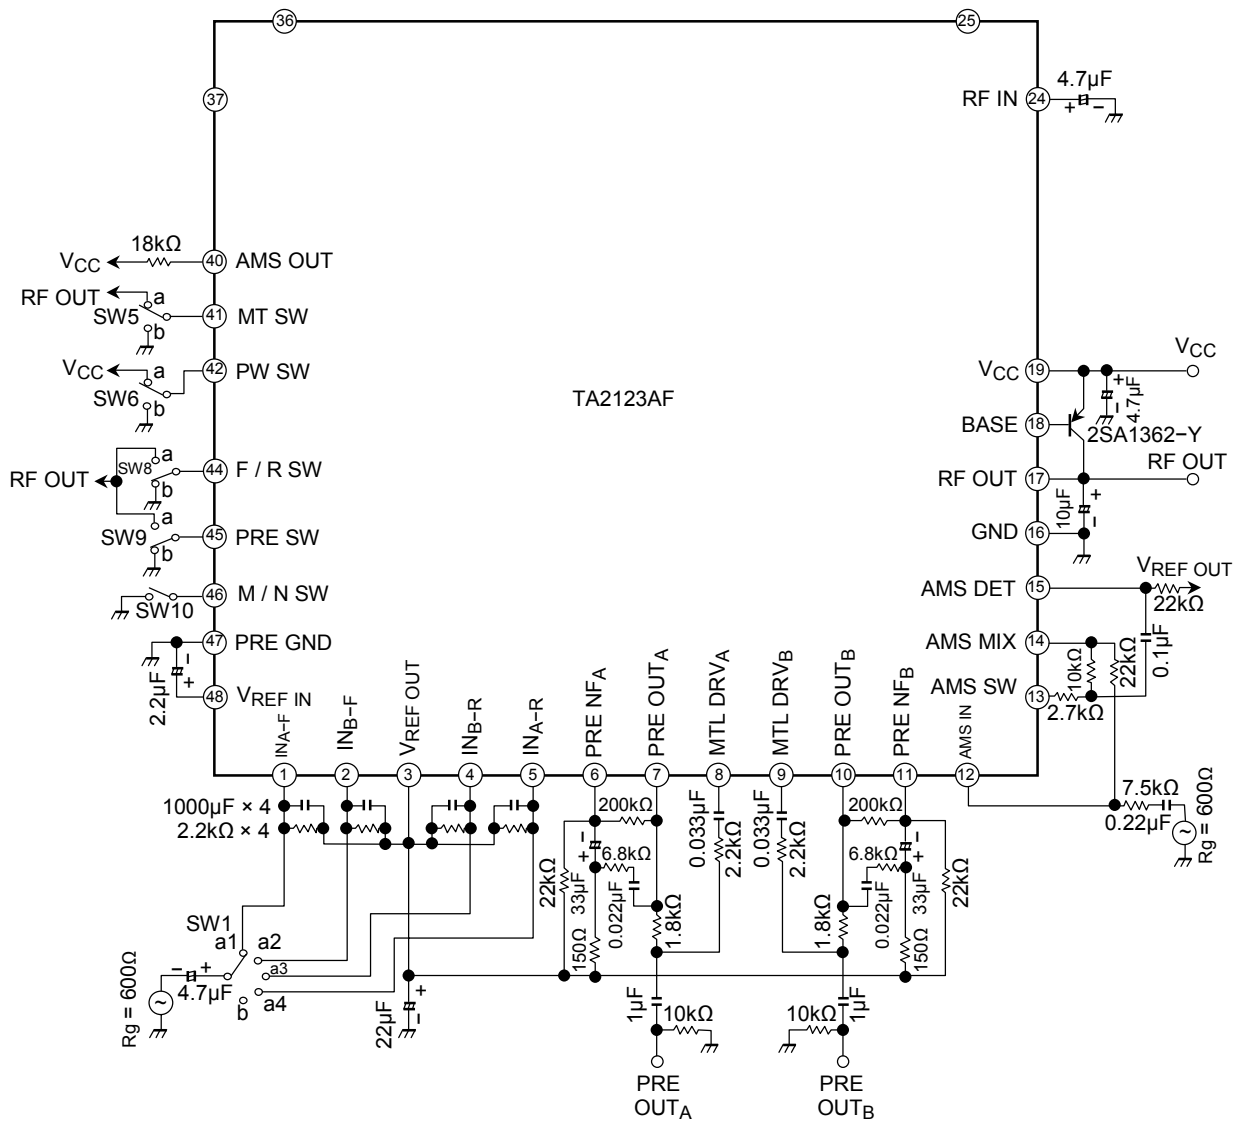 36
25
37
RF IN
24
4.7µF
+
−
18kΩ
VCC
40
AMS OUT
RF OUT
a
SW5
b
41
MT SW
VCC
a
SW6
b
42
PW SW
TA2123AF
VCC
19
VCC
+
−
4.7µF
BASE
18
2SA1362−Y
RF OUT
17
RF OUT
10µF
+
−
GND
16
RF OUT
SW8
a
b
44
F / R SW
SW9
a
b
45
PRE SW
SW10
46
M / N SW
47
PRE GND
2.2µF
−
+
48
VREF IN
AMS DET
15
VREF OUT
22kΩ
0.1µF
AMS MIX
14
10kΩ
22kΩ
AMS SW
13
2.7kΩ
INA−F
INB−F
VREF OUT
INB−R
INA−R
PRE NFA
PRE OUTA
MTL DRVA
MTL DRVB
PRE OUTB
PRE NFB
AMS IN
1
2
3
4
5
6
7
8
9
10
11
12
1000µF × 4
2.2kΩ × 4
200kΩ
−
+
6.8kΩ
22kΩ
33µF
0.022µF
150Ω
1.8kΩ
0.033µF
2.2kΩ
0.033µF
2.2kΩ
200kΩ
−
+
6.8kΩ
1.8kΩ
0.022µF
33µF
150Ω
22kΩ
7.5kΩ
0.22µF
~
Rg = 600Ω
SW1
a1
a2
a3
a4
b
−
+
4.7µF
~
Rg = 600Ω
22µF
+
−
1µF
10kΩ
10kΩ
1µF
PRE
OUTA
PRE
OUTB